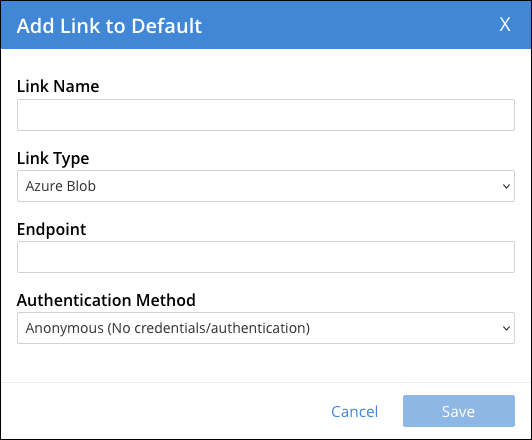 Add Link to Default X
Link Name
Link Type
Azure Blob
Endpoint
Authentication Method
Anonymous (No credentials/authentication)
Cancel Save